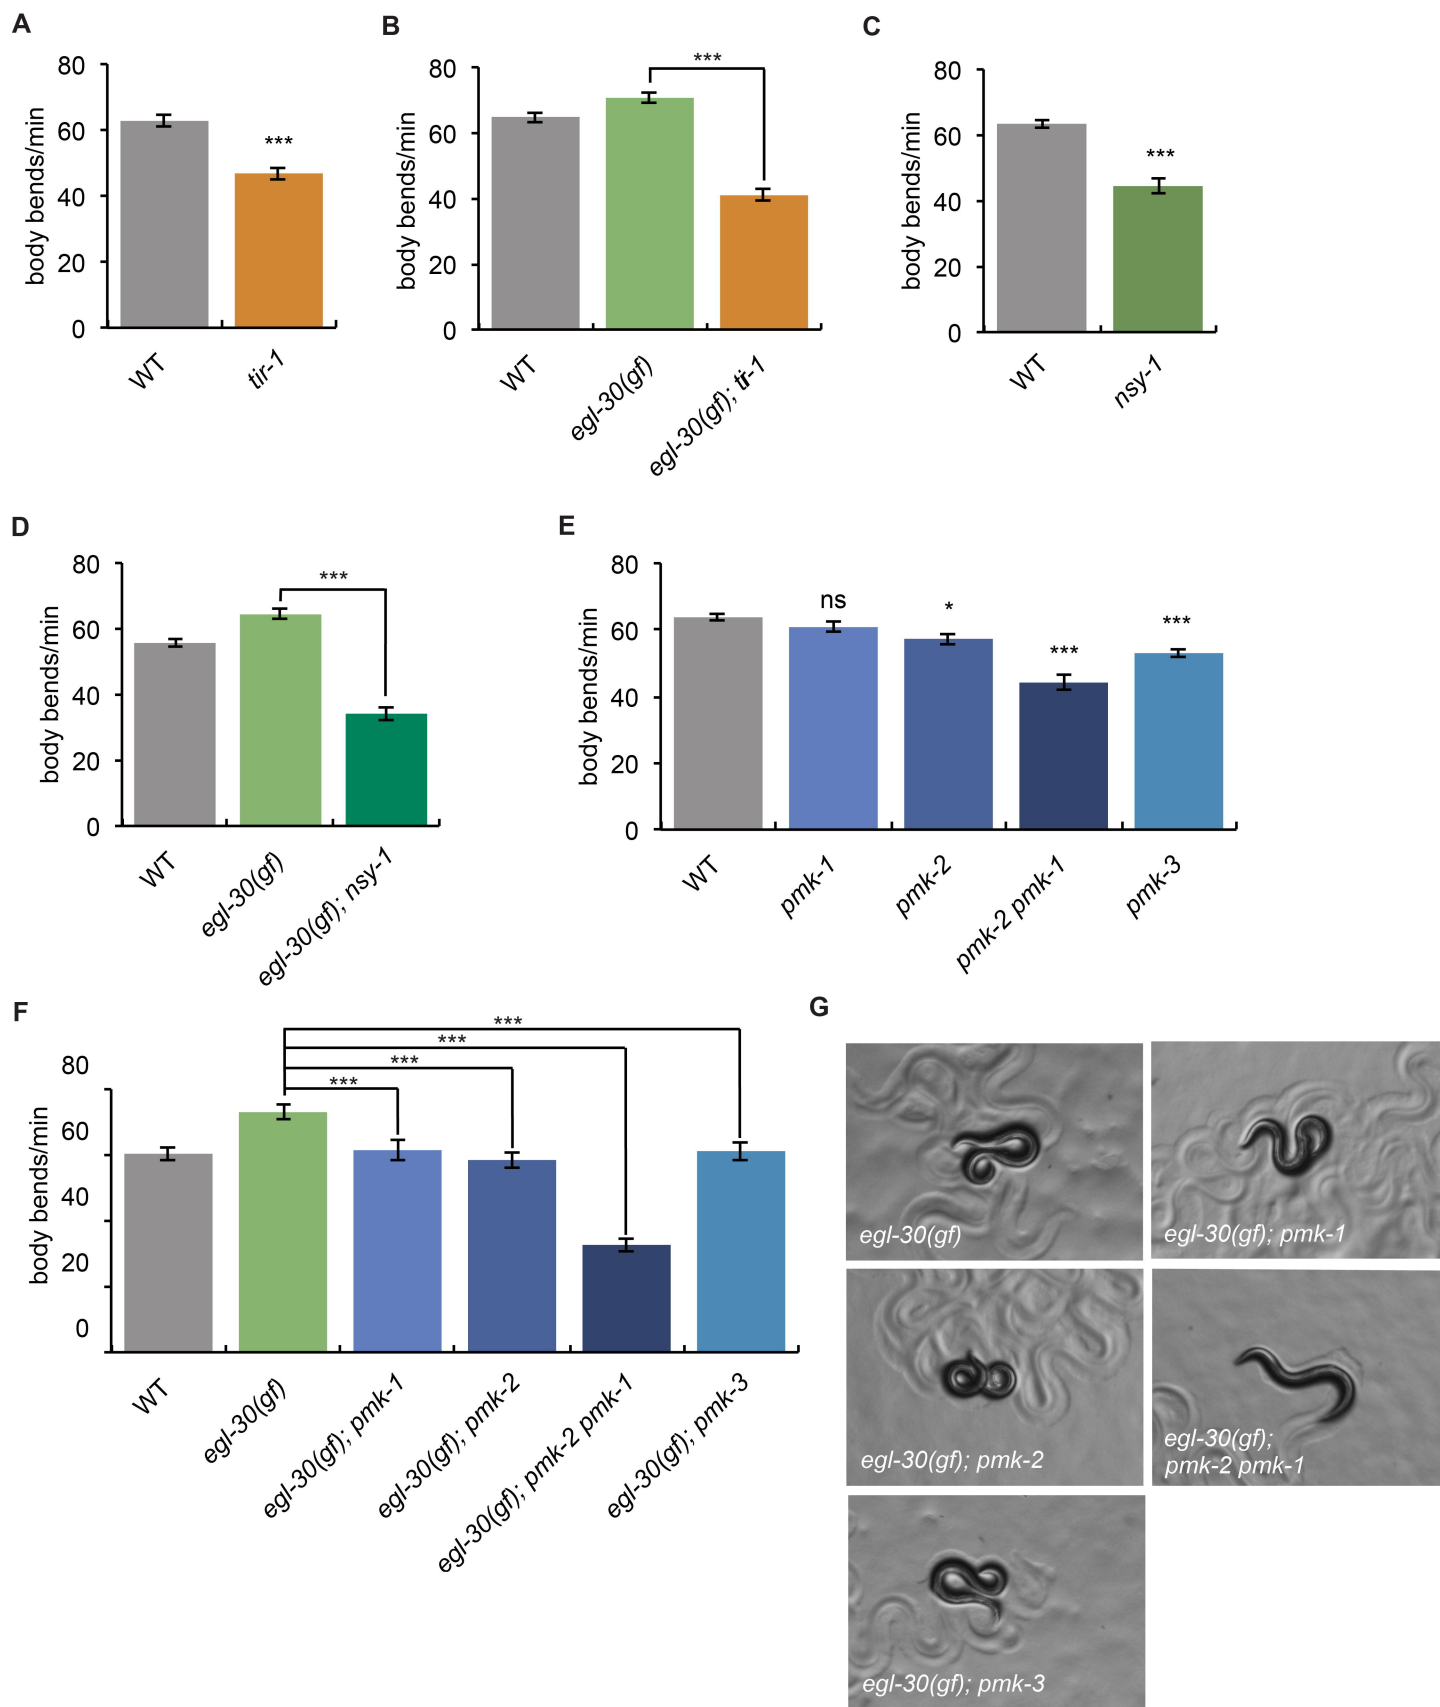 A
80
60
40
20
0
body bends/min
***
WT
tir-1
B
80
60
40
20
0
body bends/min
***
WT
egl-30(gf)
egl-30(gf); tir-1
C
80
60
40
20
0
body bends/min
***
WT
nsy-1
D
80
60
40
20
0
body bends/min
***
WT
egl-30(gf)
egl-30(gf); nsy-1
E
80
60
40
20
0
body bends/min
ns
*
***
***
WT
pmk-1
pmk-2
pmk-2 pmk-1
pmk-3
F
80
60
40
20
0
body bends/min
***
***
***
***
WT
egl-30(gf)
egl-30(gf); pmk-1
egl-30(gf); pmk-2
egl-30(gf); pmk-2 pmk-1
egl-30(gf); pmk-3
G
egl-30(gf)
egl-30(gf); pmk-1
egl-30(gf); pmk-2
egl-30(gf);
pmk-2 pmk-1
egl-30(gf); pmk-3